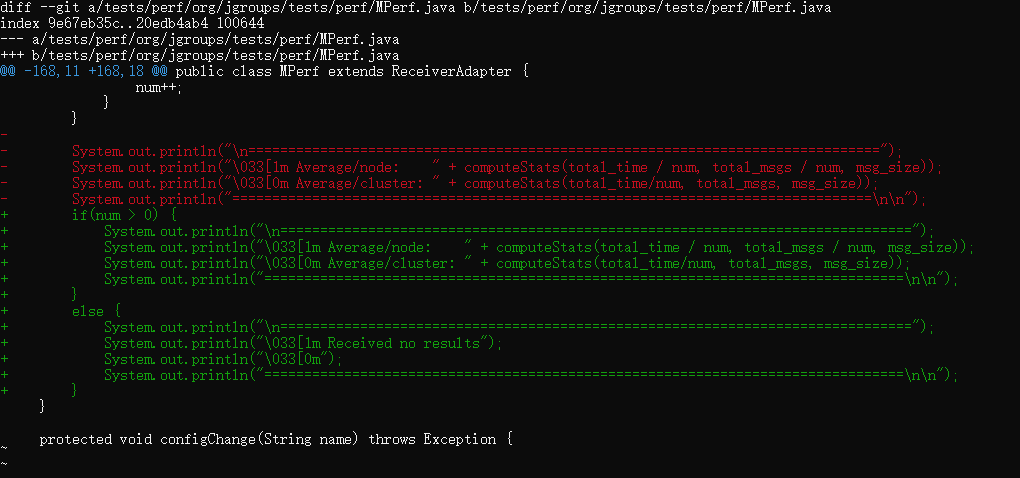 diff --git a/tests/perf/org/jgroups/tests/perf/MPerf.java b/tests/perf/org/jgroups/tests/perf/MPerf.java
index 9e67eb35c..20edb4ab4 100644
--- a/tests/perf/org/jgroups/tests/perf/MPerf.java
+++ b/tests/perf/org/jgroups/tests/perf/MPerf.java
@@ -168,11 +168,18 @@ public class MPerf extends ReceiverAdapter {
                 num++;
             }
         }
-
-        System.out.println("\n==============================================================================");
-        System.out.println("\033[1m Average/node:    " + computeStats(total_time / num, total_msgs / num, msg_size));
-        System.out.println("\033[0m Average/cluster: " + computeStats(total_time/num, total_msgs, msg_size));
-        System.out.println("===============================================================================\n\n");
+        if(num > 0) {
+            System.out.println("\n==============================================================================");
+            System.out.println("\033[1m Average/node:    " + computeStats(total_time / num, total_msgs / num, msg_size));
+            System.out.println("\033[0m Average/cluster: " + computeStats(total_time/num, total_msgs, msg_size));
+            System.out.println("===============================================================================\n\n");
+        }
+        else {
+            System.out.println("\n==============================================================================");
+            System.out.println("\033[1m Received no results");
+            System.out.println("\033[0m");
+            System.out.println("===============================================================================\n\n");
+        }
     }

     protected void configChange(String name) throws Exception {
~
~